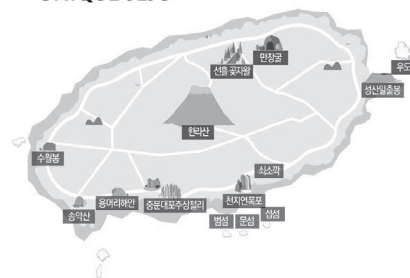 만장굴
선흘 곶자왈
우도
성산일출봉
한라산
수월봉
쇠소깍
용머리해안
중문대포주상절리
천지연폭포
송악산
범섬
문섬
섭섬